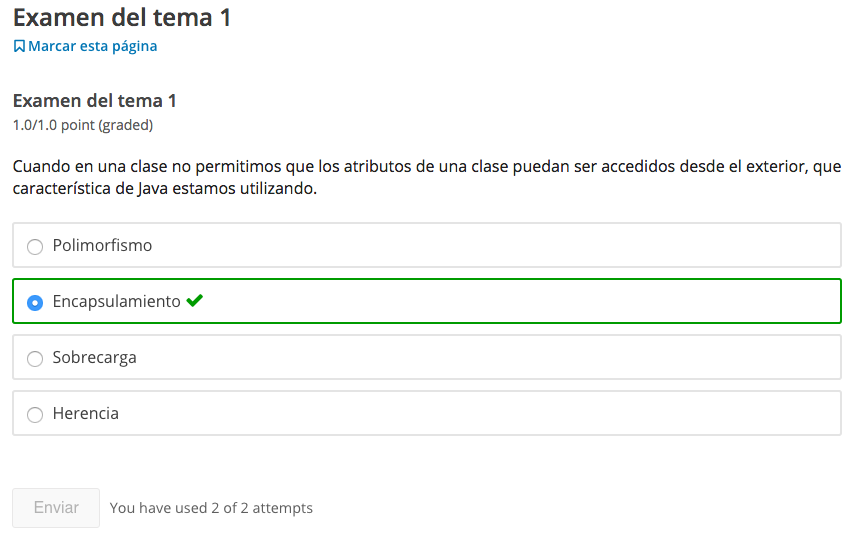 Examen del tema 1
Marcar esta página
Examen del tema 1
1.0/1.0 point (graded)
Cuando en una clase no permitimos que los atributos de una clase puedan ser accedidos desde el exterior, que
característica de Java estamos utilizando.
Polimorfismo
Encapsulamiento
Sobrecarga
Herencia
Enviar You have used 2 of 2 attempts